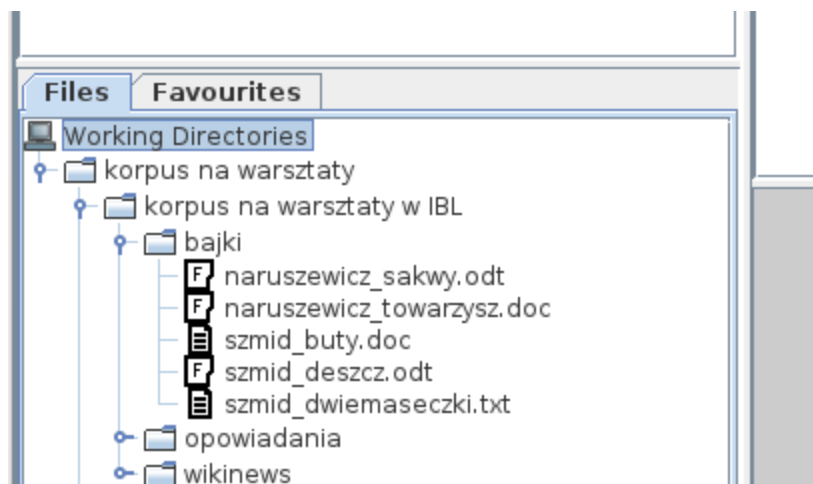 Files Favourites
Working Directories
korpus na warsztaty
korpus na warsztaty w IBL
bajki
F naruszewicz_sakwy.odt
F naruszewicz_towarzysz.doc
szmid_buty.doc
F szmid_deszcz.odt
szmid_dwiemaseczki.txt
opowiadania
wikinews